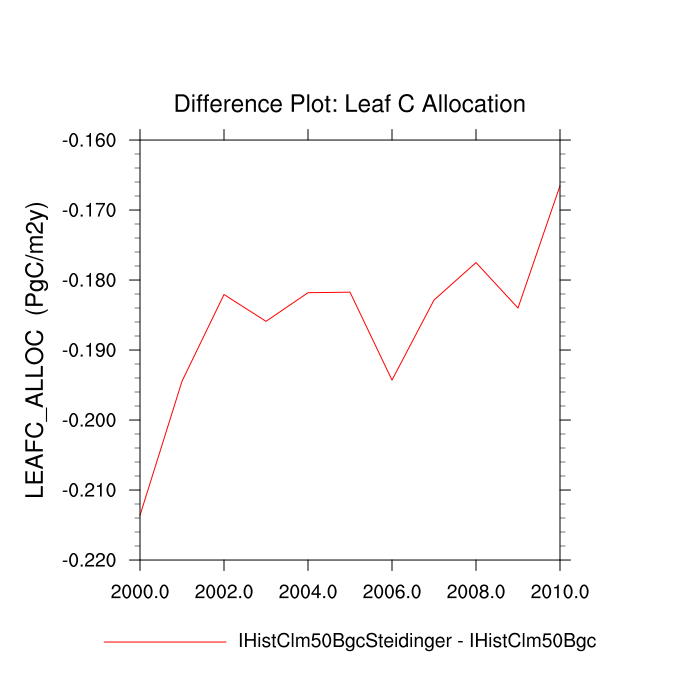 Difference Plot: Leaf C Allocation
LEAFC_ALLOC (PgC/m2y)
-0.160
-0.170
-0.180
-0.190
-0.200
-0.210
-0.220
2000.0 2002.0 2004.0 2006.0 2008.0 2010.0
IHistClm50BgcSteidinger - IHistClm50Bgc